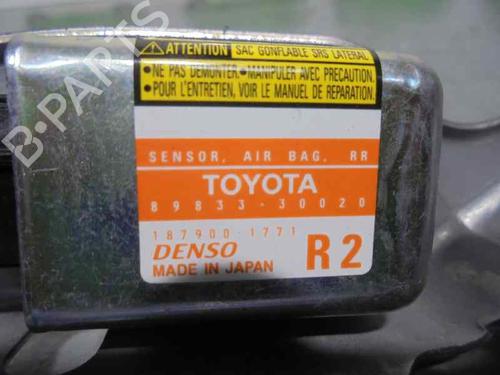 ATTENTION SAC GONFLABLE SRS LATERAL
•NE PAS DEMONTER. •MANIPULER AVEC PRECAUTION.
•POUR L'ENTRETIEN, VOIR LE MANUEL DE REPARATION.
SENSOR, AIR BAG, RR
TOYOTA
89833-30020
187900-1771
DENSO R2
MADE IN JAPAN
B-PARTS